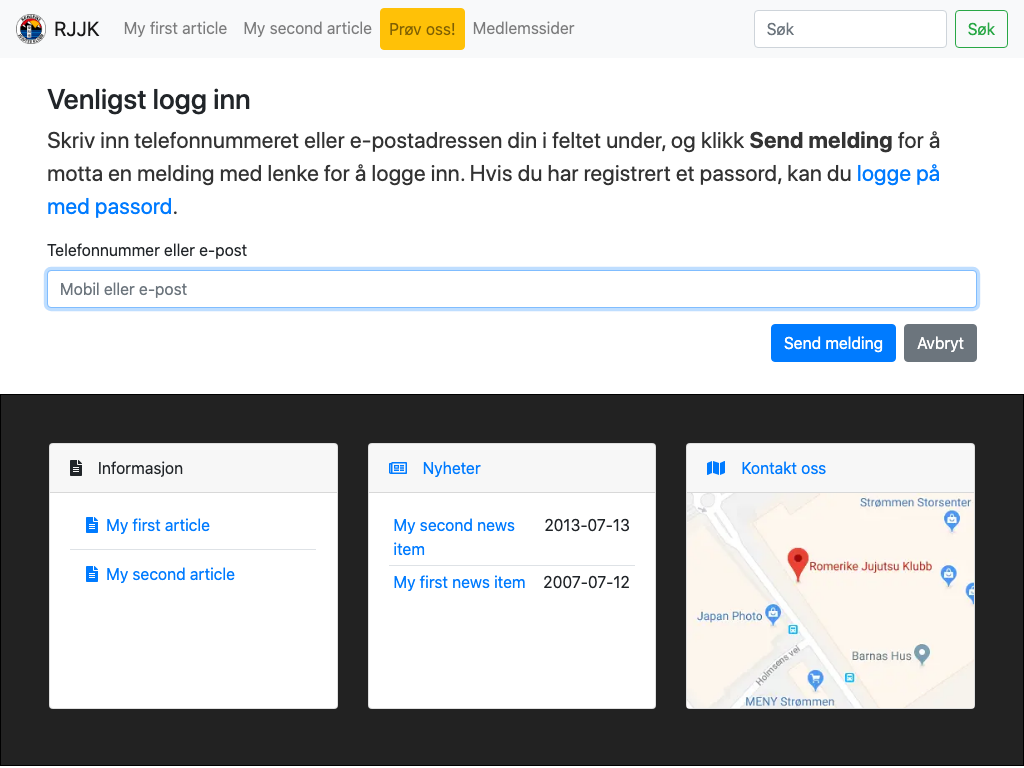 RJJK My first article My second article Prøv oss! Medlemssider Søk Søk
Venligst logg inn
Skriv inn telefonnummeret eller e-postadressen din i feltet under, og klikk Send melding for å
motta en melding med lenke for å logge inn. Hvis du har registrert et passord, kan du logge på
med passord.
Telefonnummer eller e-post
Mobil eller e-post
Send melding Avbryt
Informasjon
My first article
My second article
Nyheter
My second news item 2013-07-13
My first news item 2007-07-12
Kontakt oss
Strømmen Storsenter
Romerike Jujutsu Klubb
Japan Photo
Barnas Hus
Holmsens vei
MENY Strømmen